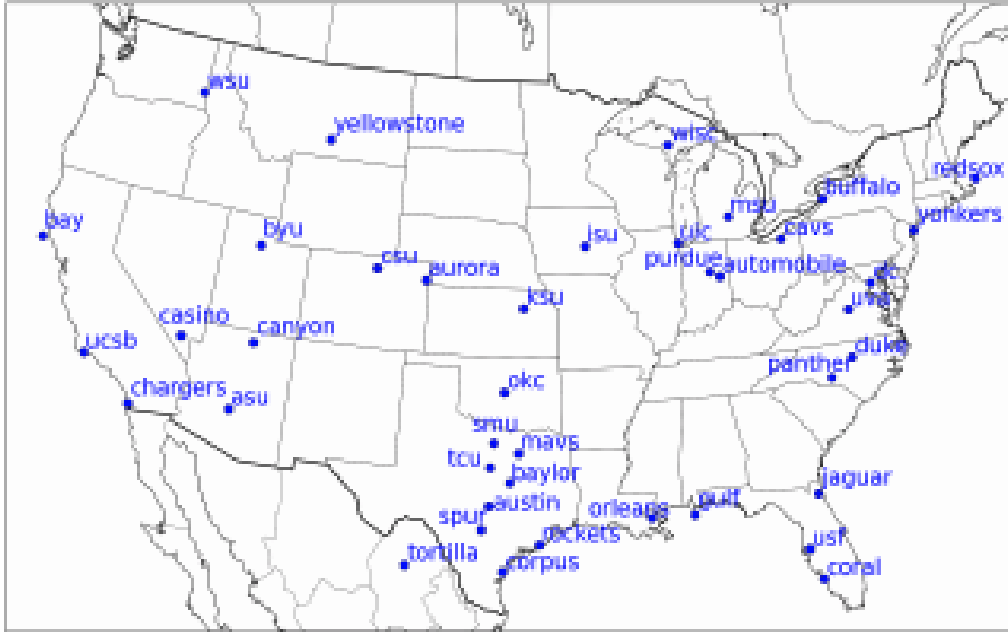 wsu
yellowstone
wisc
redsox
buffalo
msu
yonkers
bay
byu
isu
uic
cavs
csu
aurora
purdue
automobile
dc
ksu
uva
casino
canyon
ucsb
duke
panther
chargers
asu
okc
smu
mavs
tcu
baylor
jaguar
austin
orleans
gulf
spur
rockets
usf
tortilla
corpus
coral